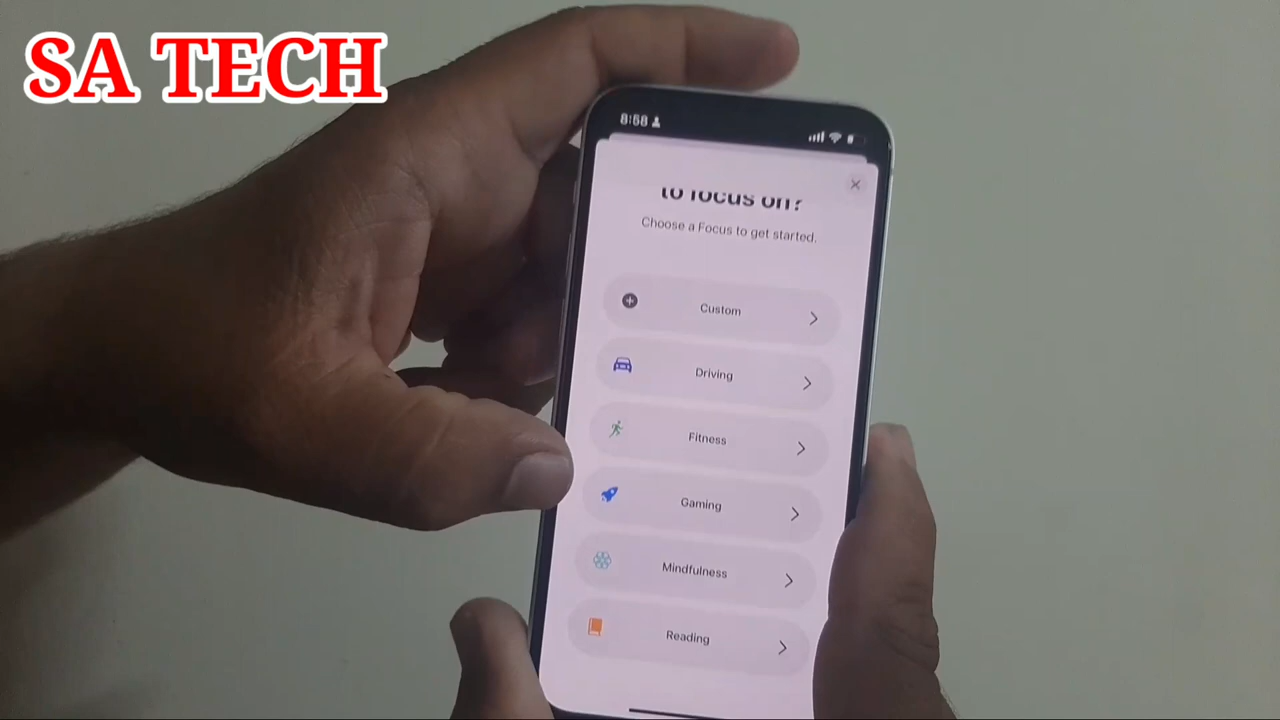 SA TECH
8:58
to focus on?
Choose a Focus to get started.
Custom
Driving
Fitness
Gaming
Mindfulness
Reading